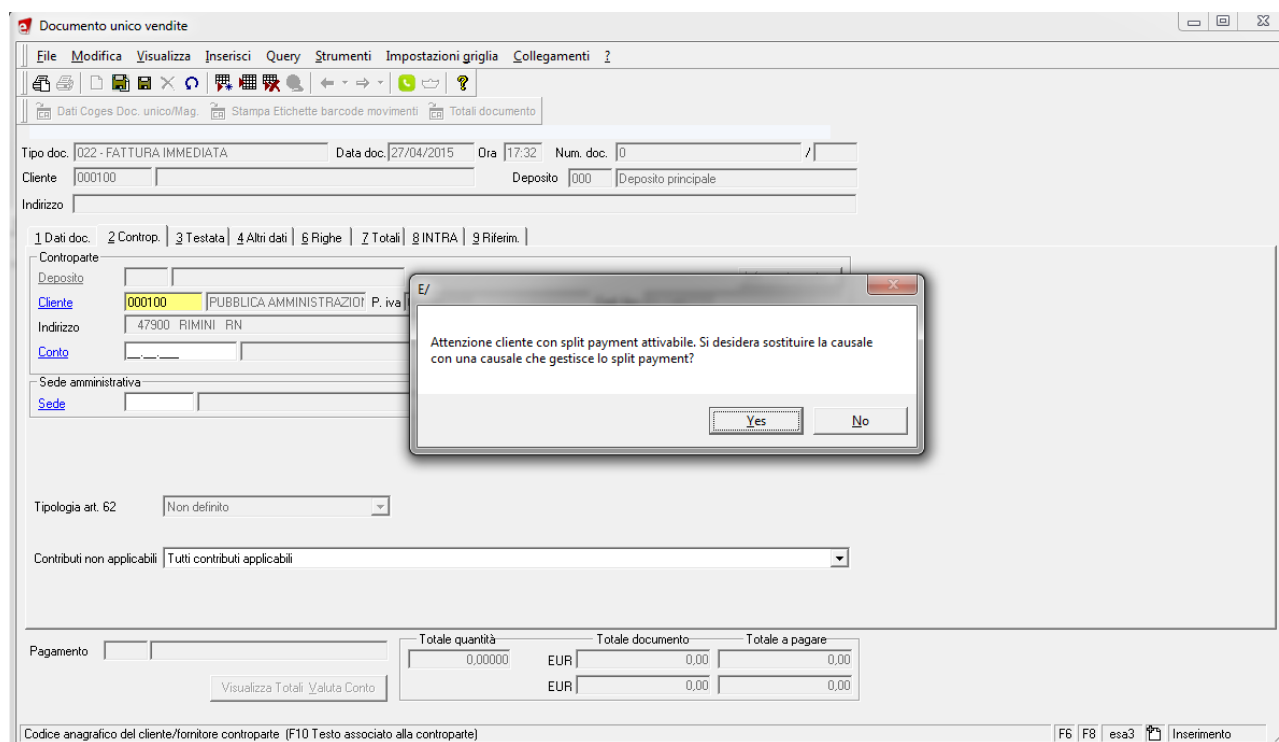 Documento unico vendite
File Modifica Visualizza Inserisci Query Strumenti Impostazioni griglia Collegamenti ?
Dati Coges Doc. unico/Mag. Stampa Etichette barcode movimenti Totali documento
Tipo doc. 022 - FATTURA IMMEDIATA Data doc. 27/04/2015 Ora 17:32 Num. doc. 0 /
Cliente 000100 Deposito 000 Deposito principale
Indirizzo
1 Dati doc. 2 Controp. 3 Testata 4 Altri dati 6 Righe 7 Totali 8 INTRA 9 Riferim.
Controparte
Deposito
Cliente 000100 PUBBLICA AMMINISTRAZIO P. iva
Indirizzo 47900 RIMINI RN
Conto __.__.___
Sede amministrativa
Sede
E/
Attenzione cliente con split payment attivabile. Si desidera sostituire la causale
con una causale che gestisce lo split payment?
Yes No
Tipologia art. 62 Non definito
Contributi non applicabili Tutti contributi applicabili
Pagamento
Totale quantità Totale documento Totale a pagare
0,00000 EUR 0,00 0,00
Visualizza Totali Valuta Conto EUR 0,00 0,00
Codice anagrafico del cliente/fornitore controparte (F10 Testo associato alla controparte) F6 F8 esa3 Inserimento